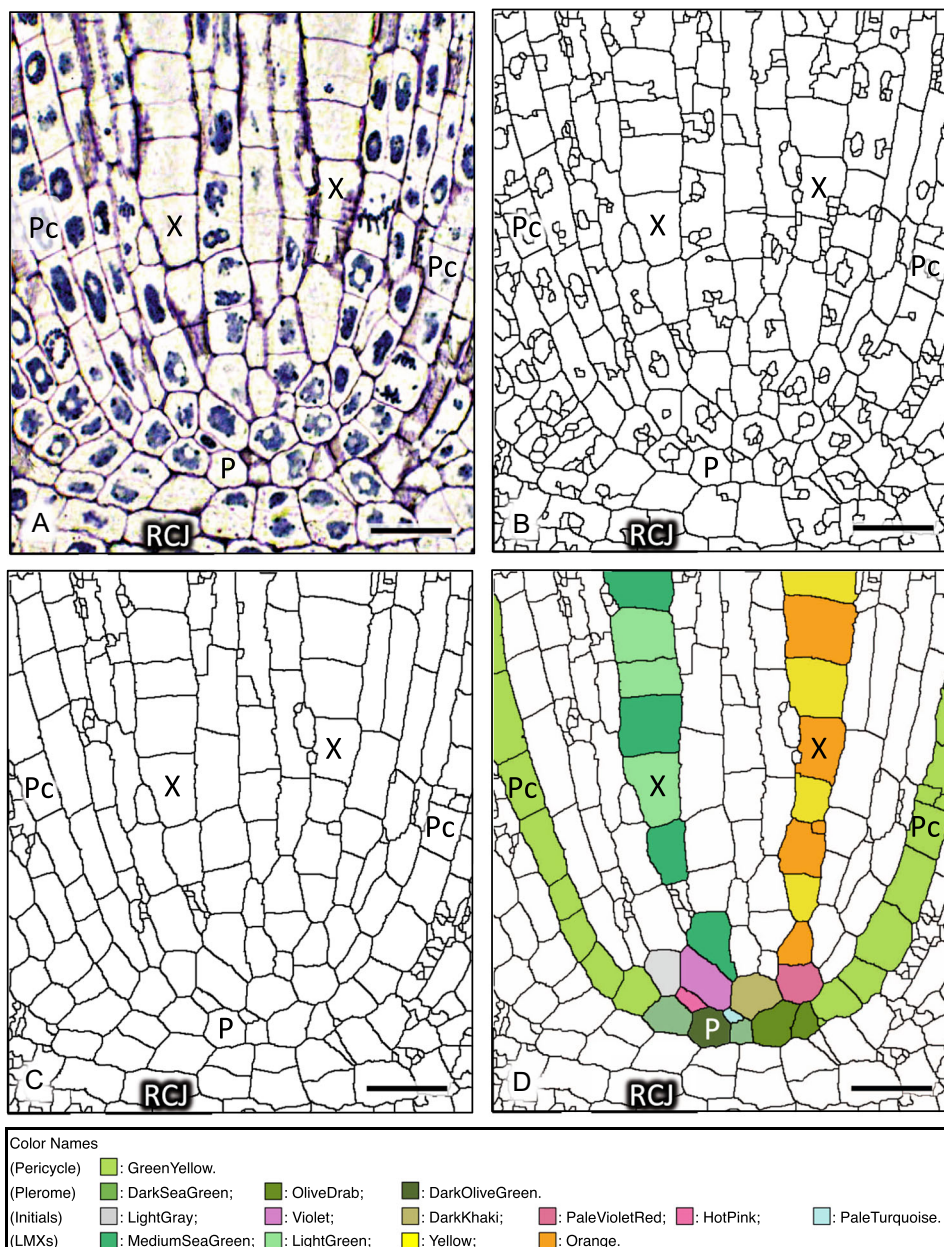 Pc
X
X
Pc
P
A
RCJ
Pc
X
X
Pc
P
B
RCJ
Pc
X
X
Pc
P
C
RCJ
Pc
X
X
Pc
P
D
RCJ
Color Names
(Pericycle) : GreenYellow.
(Plerome) : DarkSeaGreen; : OliveDrab; : DarkOliveGreen.
(Initials) : LightGray; : Violet; : DarkKhaki; : PaleVioletRed; : HotPink; : PaleTurquoise.
(LMXs) : MediumSeaGreen; : LightGreen; : Yellow; : Orange.